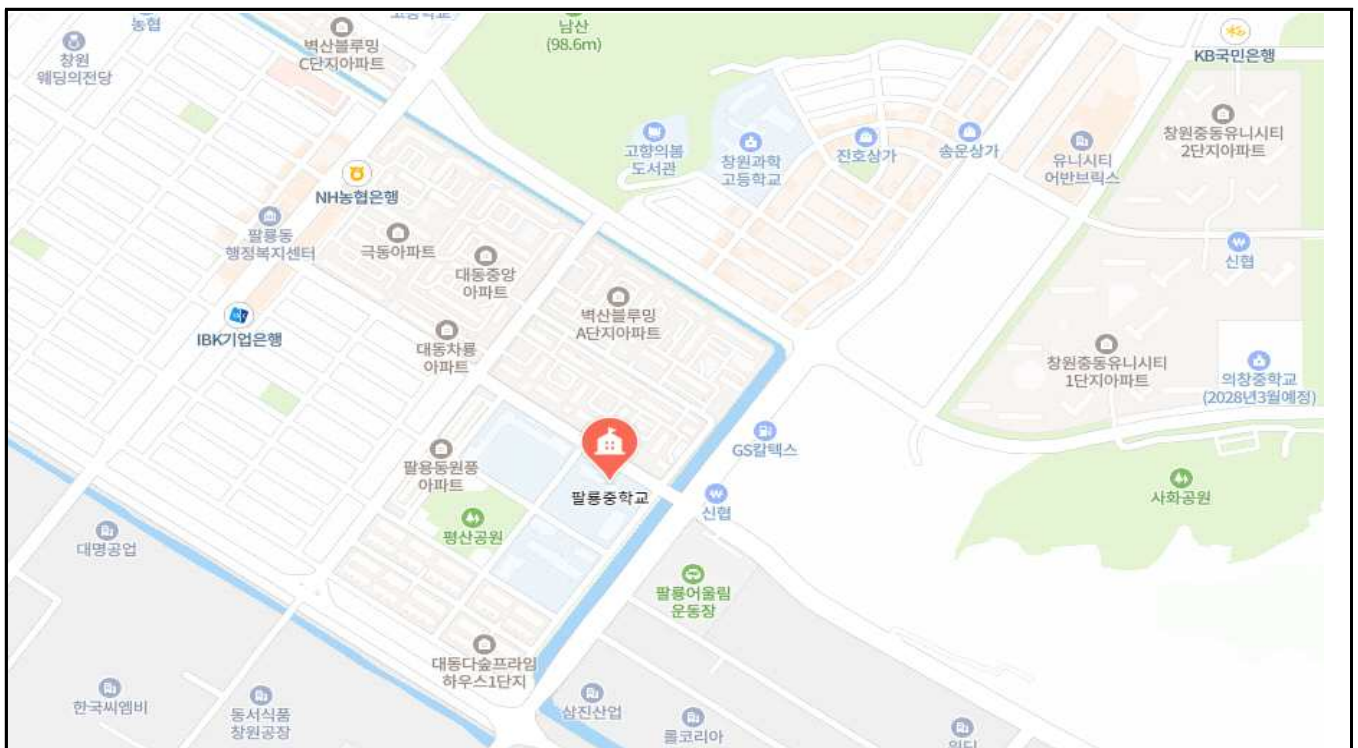 농협
창원
웨딩의전당
벽산블루밍
C단지아파트
고등학교
남산
(98.6m)
KB국민은행
창원중동유니시티
2단지아파트
고향의봄
도서관
창원과학
고등학교
진호상가
송운상가
유니시티
어반브릭스
NH농협은행
팔룡동
행정복지센터
극동아파트
대동중앙
아파트
신협
벽산블루밍
A단지아파트
IBK기업은행
대동차룡
아파트
창원중동유니시티
1단지아파트
의창중학교
(2028년3월예정)
GS칼텍스
팔용동원풍
아파트
팔룡중학교
사화공원
신협
평산공원
대명공업
팔룡어울림
운동장
대동다숲프라임
하우스1단지
한국씨엠비
동서식품
창원공장
삼진산업
롤코리아